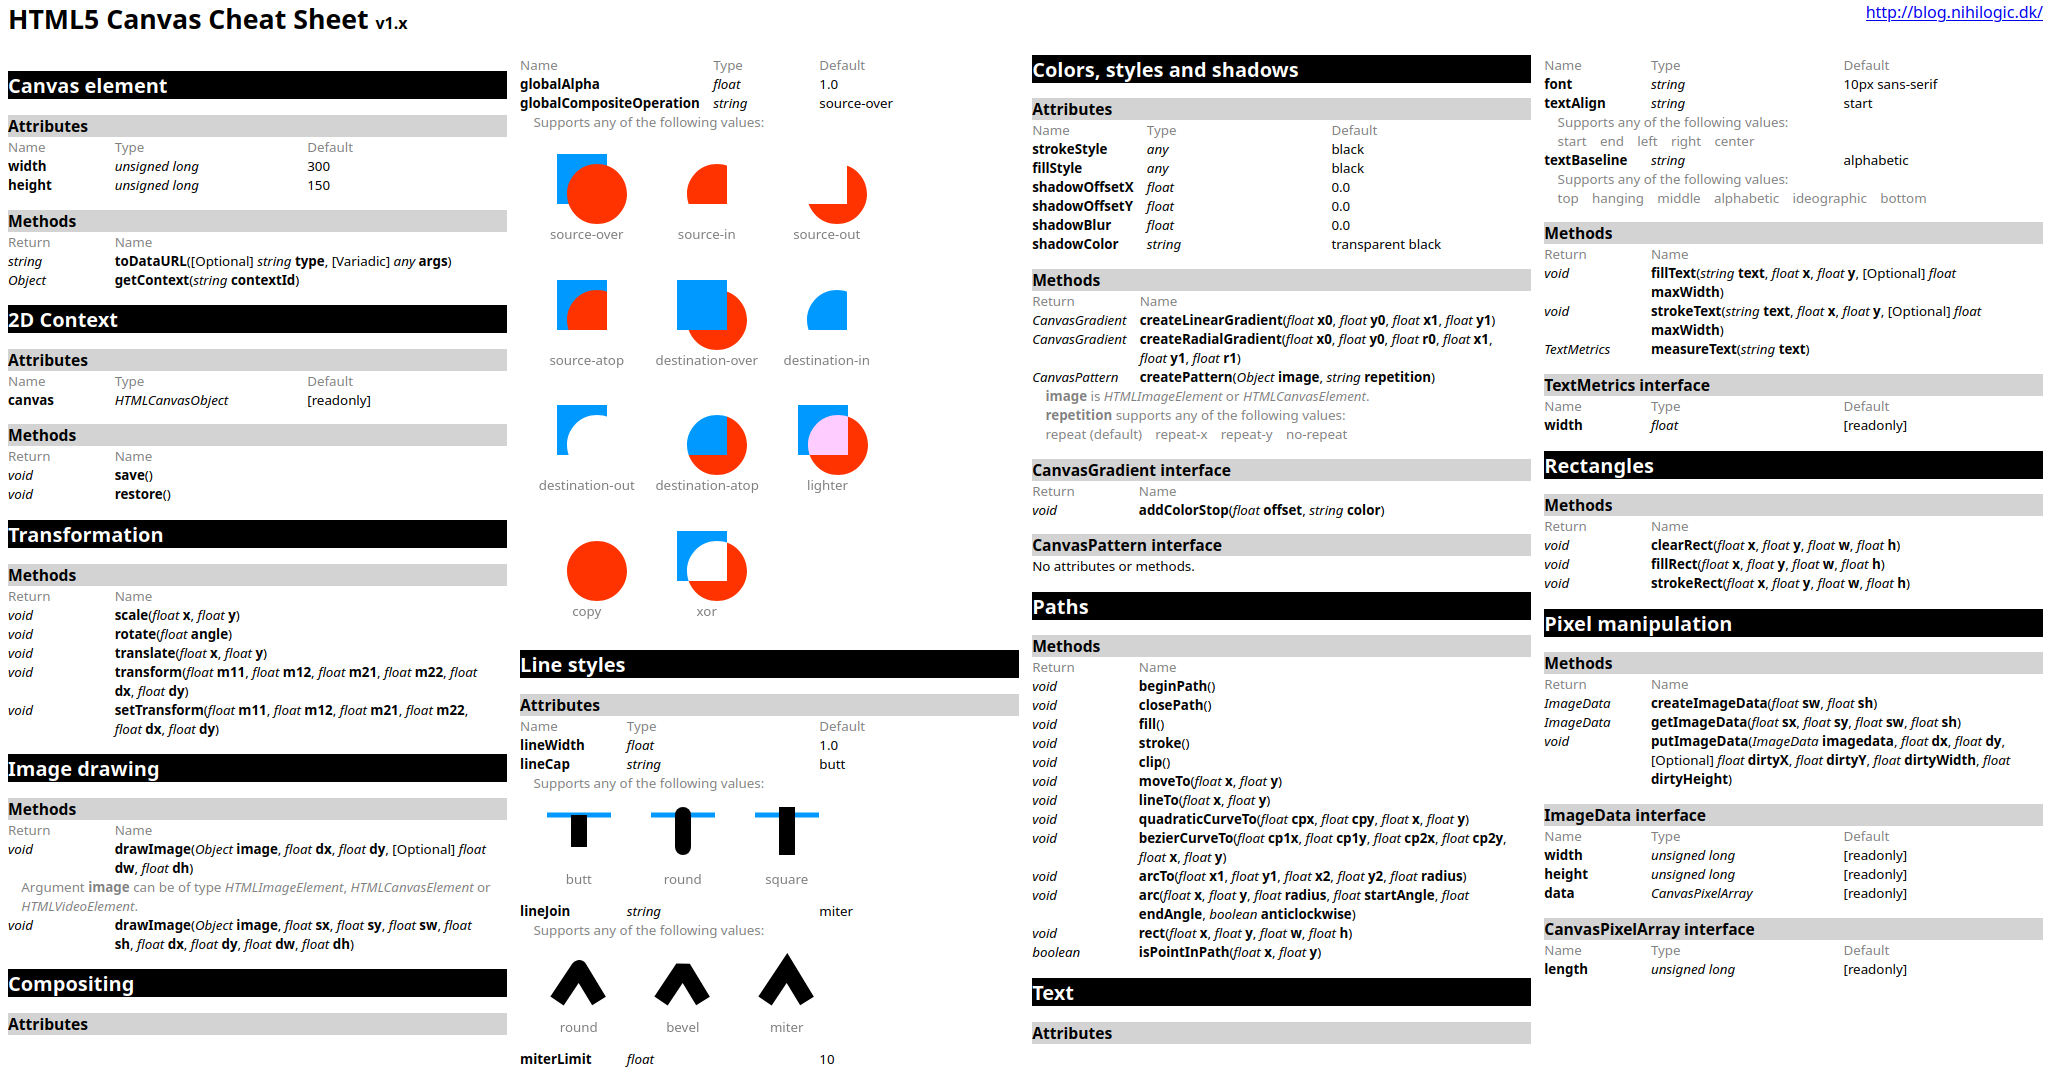 HTML5 Canvas Cheat Sheet v1.x
http://blog.nihilogic.dk/
Canvas element
Attributes
Name Type Default
width unsigned long 300
height unsigned long 150
Methods
Return Name
string toDataURL([Optional] string type, [Variadic] any args)
Object getContext(string contextId)
2D Context
Attributes
Name Type Default
canvas HTMLCanvasObject [readonly]
Methods
Return Name
void save()
void restore()
Transformation
Methods
Return Name
void scale(float x, float y)
void rotate(float angle)
void translate(float x, float y)
void transform(float m11, float m12, float m21, float m22, float
dx, float dy)
void setTransform(float m11, float m12, float m21, float m22,
float dx, float dy)
Image drawing
Methods
Return Name
void drawImage(Object image, float dx, float dy, [Optional] float
dw, float dh)
Argument image can be of type HTMLImageElement, HTMLCanvasElement or
HTMLVideoElement.
void drawImage(Object image, float sx, float sy, float sw, float
sh, float dx, float dy, float dw, float dh)
Compositing
Attributes
Name Type Default
globalAlpha float 1.0
globalCompositeOperation string source-over
Supports any of the following values:
source-over source-in source-out
source-atop destination-over destination-in
destination-out destination-atop lighter
copy xor
Line styles
Attributes
Name Type Default
lineWidth float 1.0
lineCap string butt
Supports any of the following values:
butt round square
lineJoin string miter
Supports any of the following values:
round bevel miter
miterLimit float 10
Colors, styles and shadows
Attributes
Name Type Default
strokeStyle any black
fillStyle any black
shadowOffsetX float 0.0
shadowOffsetY float 0.0
shadowBlur float 0.0
shadowColor string transparent black
Methods
Return Name
CanvasGradient createLinearGradient(float x0, float y0, float x1, float y1)
CanvasGradient createRadialGradient(float x0, float y0, float r0, float x1,
float y1, float r1)
CanvasPattern createPattern(Object image, string repetition)
image is HTMLImageElement or HTMLCanvasElement.
repetition supports any of the following values:
repeat (default) repeat-x repeat-y no-repeat
CanvasGradient interface
Return Name
void addColorStop(float offset, string color)
CanvasPattern interface
No attributes or methods.
Paths
Methods
Return Name
void beginPath()
void closePath()
void fill()
void stroke()
void clip()
void moveTo(float x, float y)
void lineTo(float x, float y)
void quadraticCurveTo(float cpx, float cpy, float x, float y)
void bezierCurveTo(float cp1x, float cp1y, float cp2x, float cp2y,
float x, float y)
void arcTo(float x1, float y1, float x2, float y2, float radius)
void arc(float x, float y, float radius, float startAngle, float
endAngle, boolean anticlockwise)
void rect(float x, float y, float w, float h)
boolean isPointInPath(float x, float y)
Text
Attributes
Name Type Default
font string 10px sans-serif
textAlign string start
Supports any of the following values:
start end left right center
textBaseline string alphabetic
Supports any of the following values:
top hanging middle alphabetic ideographic bottom
Methods
Return Name
void fillText(string text, float x, float y, [Optional] float
maxWidth)
void strokeText(string text, float x, float y, [Optional] float
maxWidth)
TextMetrics measureText(string text)
TextMetrics interface
Name Type Default
width float [readonly]
Rectangles
Methods
Return Name
void clearRect(float x, float y, float w, float h)
void fillRect(float x, float y, float w, float h)
void strokeRect(float x, float y, float w, float h)
Pixel manipulation
Methods
Return Name
ImageData createImageData(float sw, float sh)
ImageData getImageData(float sx, float sy, float sw, float sh)
void putImageData(ImageData imagedata, float dx, float dy,
[Optional] float dirtyX, float dirtyY, float dirtyWidth, float
dirtyHeight)
ImageData interface
Name Type Default
width unsigned long [readonly]
height unsigned long [readonly]
data CanvasPixelArray [readonly]
CanvasPixelArray interface
Name Type Default
length unsigned long [readonly]